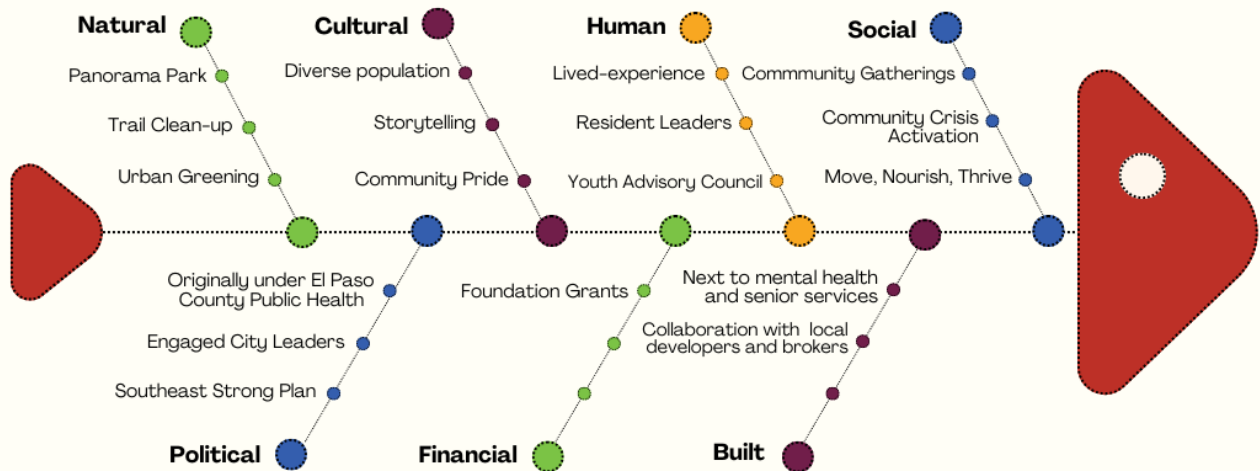 Natural
Panorama Park
Trail Clean-up
Urban Greening
Cultural
Diverse population
Storytelling
Community Pride
Human
Lived-experience
Resident Leaders
Youth Advisory Council
Social
Commmunity Gatherings
Community Crisis
Activation
Move, Nourish, Thrive
Originally under El Paso
County Public Health
Engaged City Leaders
Southeast Strong Plan
Political
Foundation Grants
Financial
Next to mental health
and senior services
Collaboration with local
developers and brokers
Built